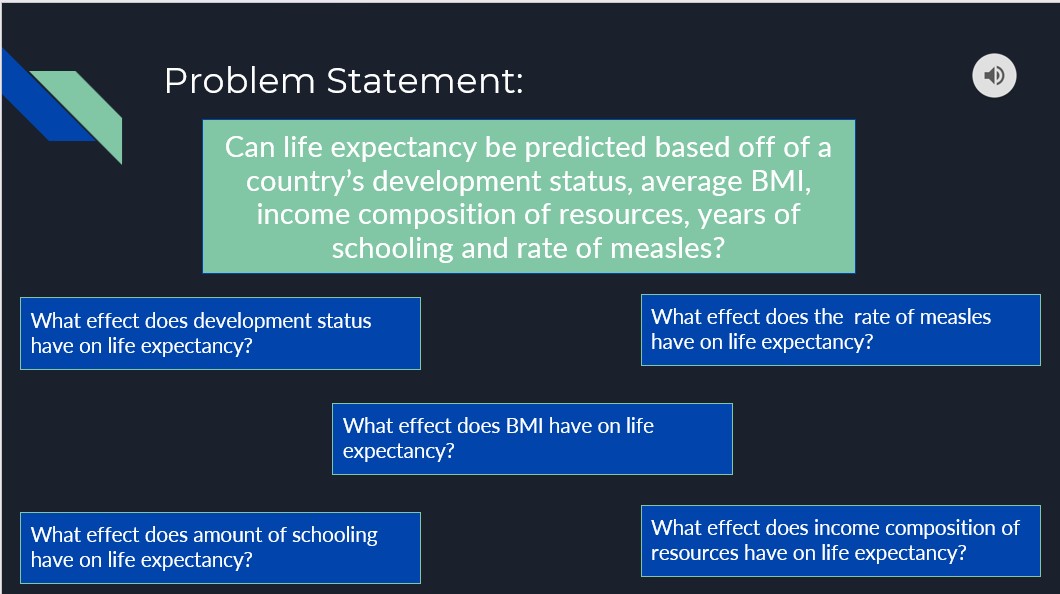 Problem Statement:
Can life expectancy be predicted based off of a
country’s development status, average BMI,
income composition of resources, years of
schooling and rate of measles?
What effect does development status
have on life expectancy?
What effect does the  rate of measles
have on life expectancy?
What effect does BMI have on life
expectancy?
What effect does amount of schooling
have on life expectancy?
What effect does income composition of
resources have on life expectancy?